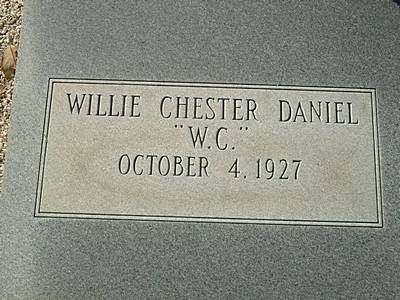 WILLIE CHESTER DANIEL
"W.C."
OCTOBER 4, 1927